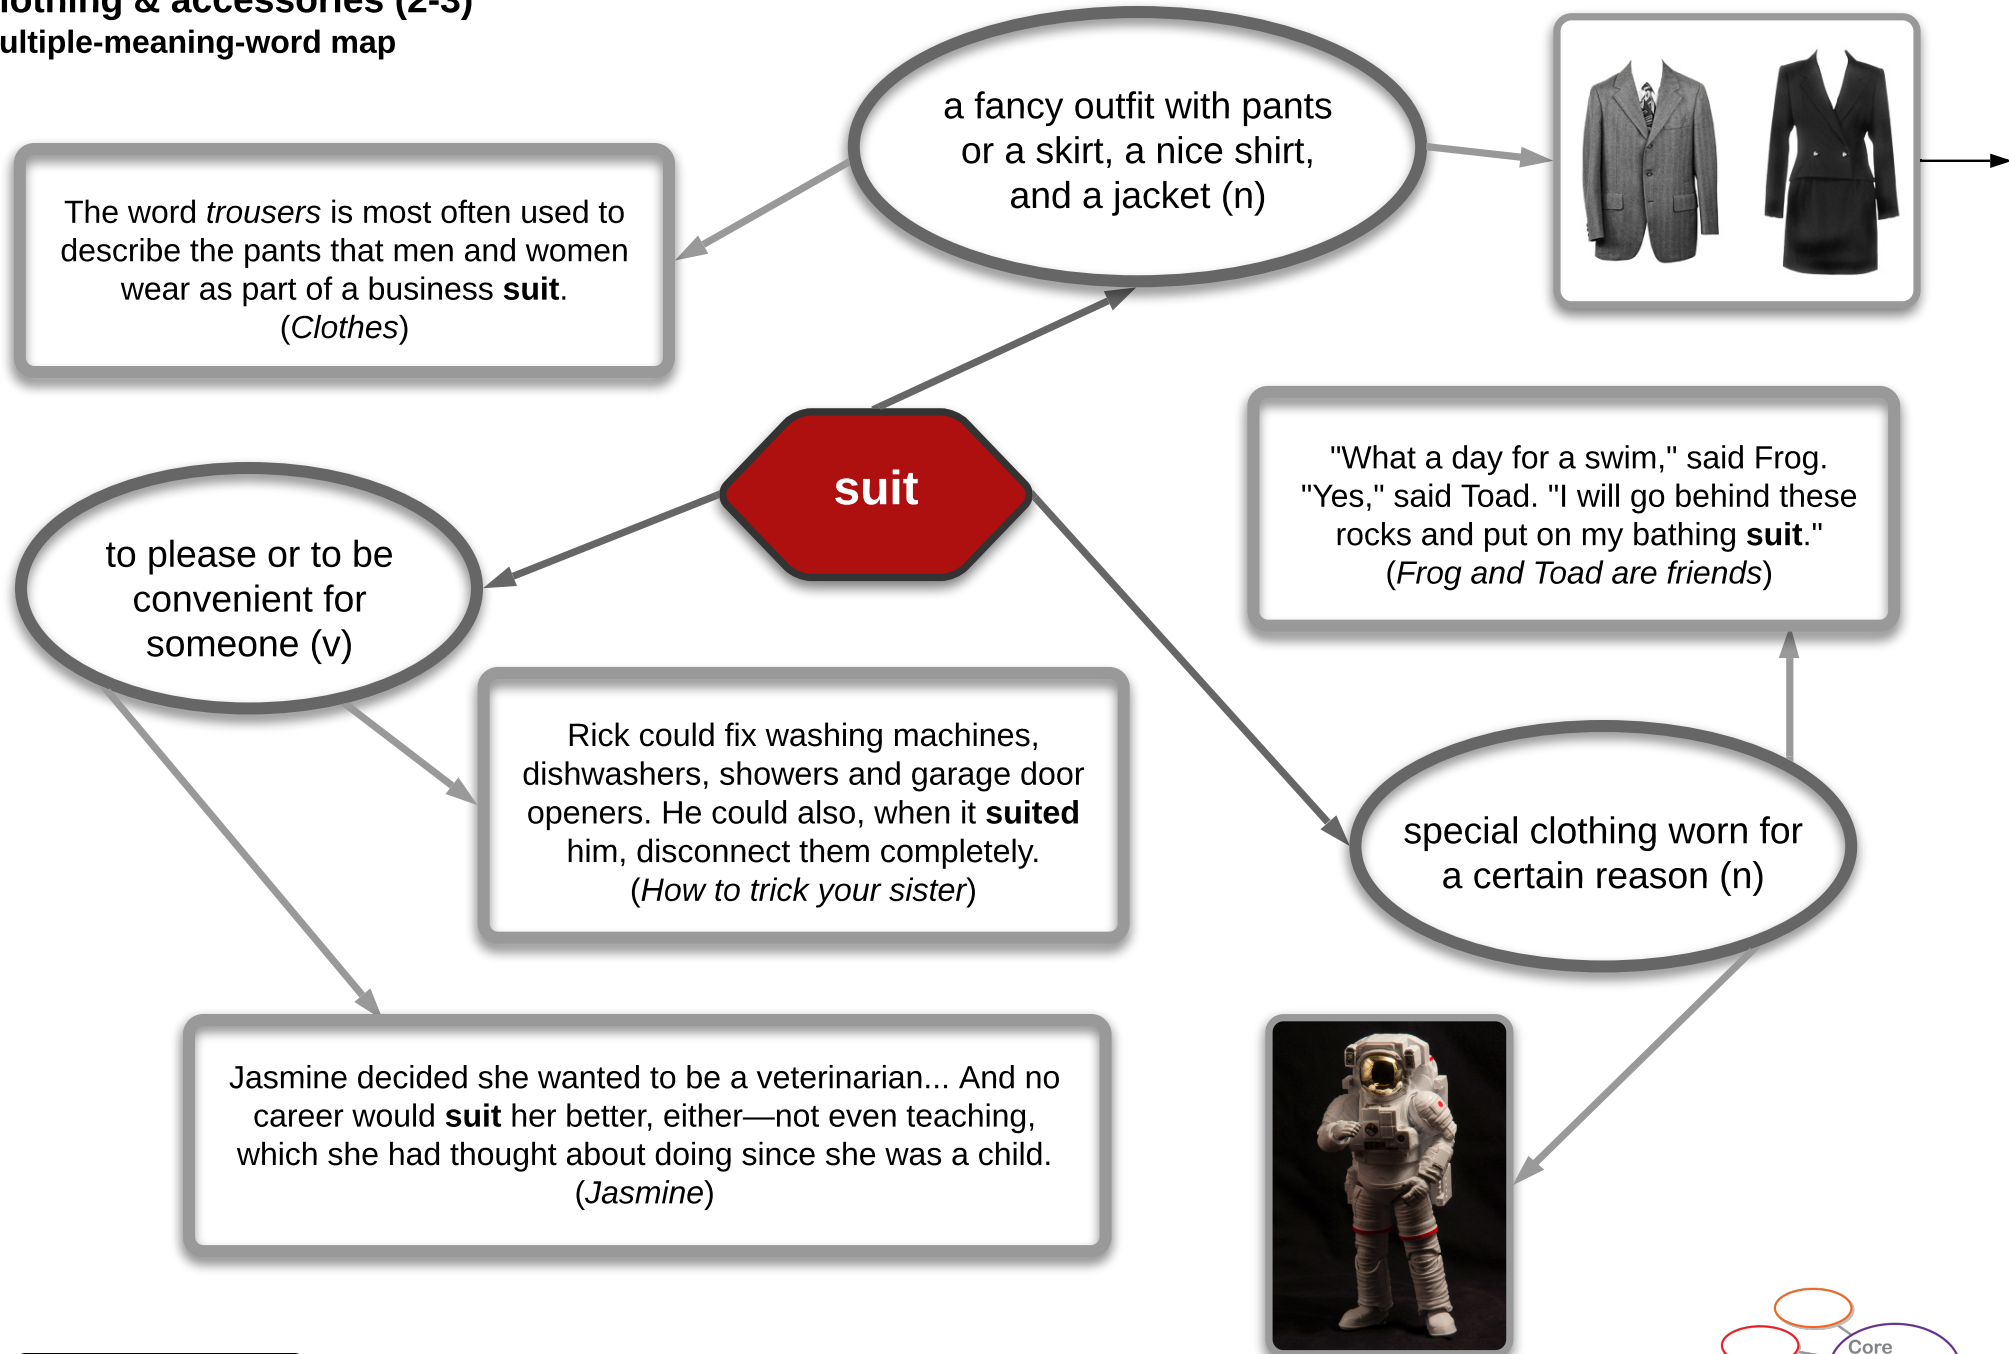 lothing & accessories (2-3)
ultiple-meaning-word map
a fancy outfit with pants
or a skirt, a nice shirt,
and a jacket (n)
The word trousers is most often used to
describe the pants that men and women
wear as part of a business suit.
(Clothes)
suit
"What a day for a swim," said Frog.
"Yes," said Toad. "I will go behind these
rocks and put on my bathing suit."
(Frog and Toad are friends)
to please or to be
convenient for
someone (v)
Rick could fix washing machines,
dishwashers, showers and garage door
openers. He could also, when it suited
him, disconnect them completely.
(How to trick your sister)
special clothing worn for
a certain reason (n)
Jasmine decided she wanted to be a veterinarian... And no
career would suit her better, either—not even teaching,
which she had thought about doing since she was a child.
(Jasmine)
Core